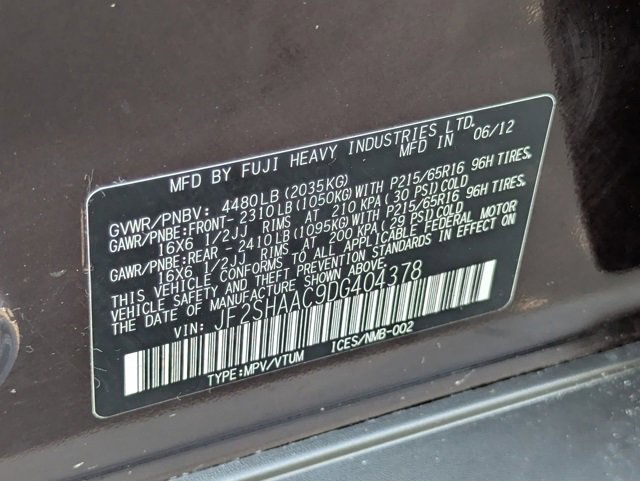 MFD BY FUJI HEAVY INDUSTRIES LTD.
MFD IN 06/12
GVWR/PNBV: 4480LB(2035KG)
GAWR/PNBE:FRONT- 2310LB(1050KG)WITH P215/65R16 96H TIRES,
16X6 1/2JJ RIMS AT 210 KPA(30 PSI)COLD
GAWR/PNBE:REAR - 2410LB(1095KG)WITH P215/65R16 96H TIRES,
16X6 1/2JJ RIMS AT 200 KPA(29 PSI)COLD
THIS VEHICLE CONFORMS TO ALL APPLICABLE FEDERAL MOTOR
VEHICLE SAFETY AND THEFT PREVENTION STANDARDS IN EFFECT ON
THE DATE OF MANUFACTURE SHOWN ABOVE.
VIN: JF2SHAAC9DG404378
TYPE:MPV/VTUM ICES/NMB-002